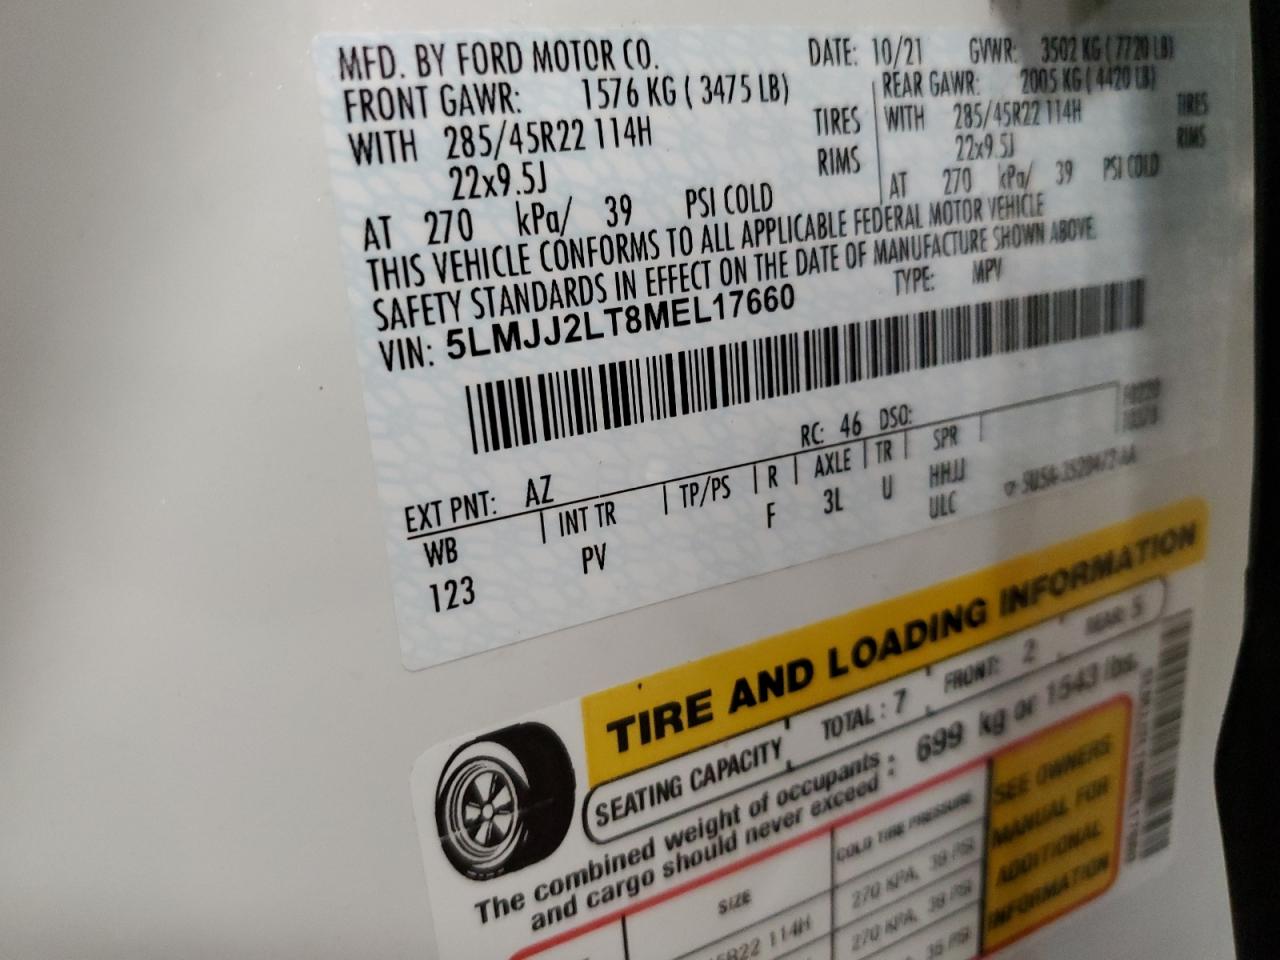 MFD. BY FORD MOTOR CO. DATE: 10/21 GVWR: 3502 KG ( 7720 LB)
FRONT GAWR: 1576 KG ( 3475 LB) REAR GAWR: 2005 KG ( 4420 LB)
WITH 285/45R22 114H TIRES WITH 285/45R22 114H TIRES
22x9.5J RIMS 22x9.5J RIMS
AT 270 kPa/ 39 PSI COLD AT 270 kPa/ 39 PSI COLD
THIS VEHICLE CONFORMS TO ALL APPLICABLE FEDERAL MOTOR VEHICLE
SAFETY STANDARDS IN EFFECT ON THE DATE OF MANUFACTURE SHOWN ABOVE.
VIN: 5LMJJ2LT8MEL17660 TYPE: MPV
EXT PNT: AZ RC: 46 DSO:
WB INT TR TP/PS R AXLE TR SPR
123 PV F 3L U HHJJ
ULC
TIRE AND LOADING INFORMATION
SEATING CAPACITY TOTAL : 7 FRONT: 2 REAR: 5
The combined weight of occupants : 699 kg or 1543 lbs.
and cargo should never exceed
SIZE COLD TIRE PRESSURE
5R22 114H 270 KPA, 39 PSI
270 KPA, 39 PSI
SEE OWNERS
MANUAL FOR
ADDITIONAL
INFORMATION